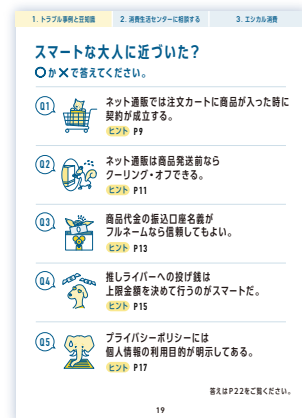 1. トラブル事例と豆知識 2. 消費生活センターに相談する 3. エシカル消費
スマートな大人に近づいた？
○か×で答えてください。
Q1
ネット通販では注文カートに商品が入った時に
契約が成立する。
ヒント P9
Q2
ネット通販は商品発送前なら
クーリング・オフできる。
ヒント P11
Q3
商品代金の振込口座名義が
フルネームなら信頼してもよい。
ヒント P13
Q4
推しライバーへの投げ銭は
上限金額を決めて行うのがスマートだ。
ヒント P15
Q5
プライバシーポリシーには
個人情報の利用目的が明示してある。
ヒント P17
答えはP22をご覧ください。
19